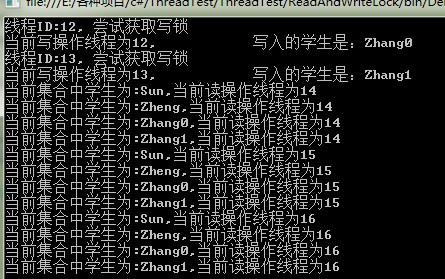 file:///E:/各种项目/c#/ThreadTest/ThreadTest/ReadAndWriteLock/bin/De
线程ID:12, 尝试获取写锁
当前写操作线程为12, 写入的学生是: Zhang0
线程ID:13, 尝试获取写锁
当前写操作线程为13, 写入的学生是: Zhang1
当前集合中学生为:Sun,当前读操作线程为14
当前集合中学生为:Zheng,当前读操作线程为14
当前集合中学生为:Zhang0,当前读操作线程为14
当前集合中学生为:Zhang1,当前读操作线程为14
当前集合中学生为:Sun,当前读操作线程为15
当前集合中学生为:Zheng,当前读操作线程为15
当前集合中学生为:Zhang0,当前读操作线程为15
当前集合中学生为:Zhang1,当前读操作线程为15
当前集合中学生为:Sun,当前读操作线程为16
当前集合中学生为:Zheng,当前读操作线程为16
当前集合中学生为:Zhang0,当前读操作线程为16
当前集合中学生为:Zhang1,当前读操作线程为16